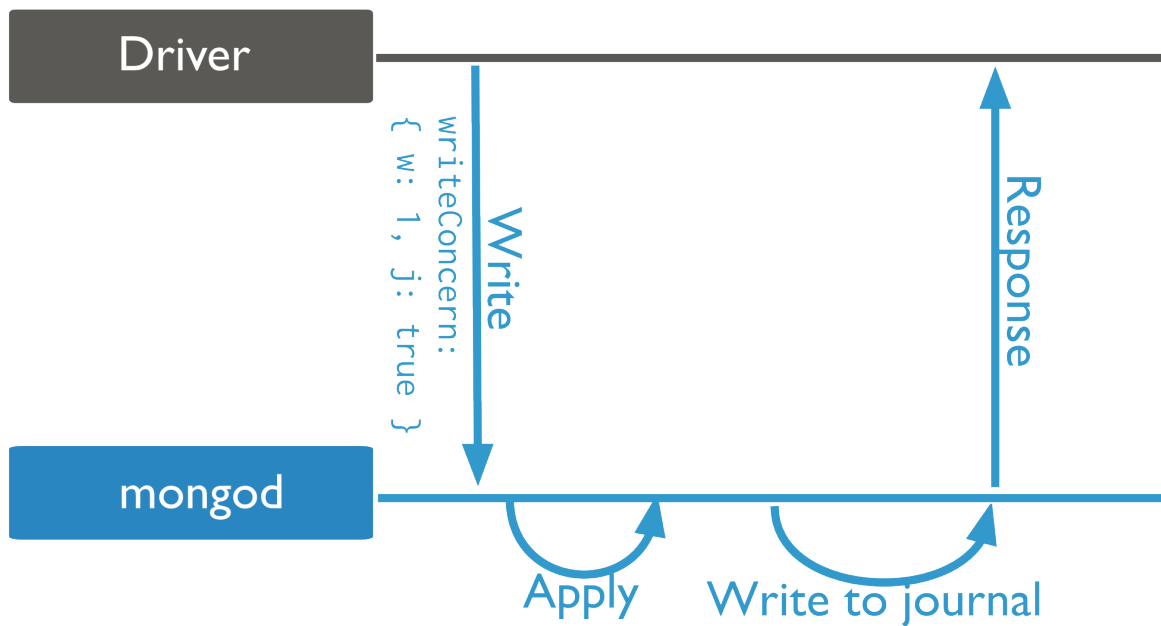 Driver
writeConcern:
{ w: 1, j: true }
Write
Response
mongod
Apply
Write to journal